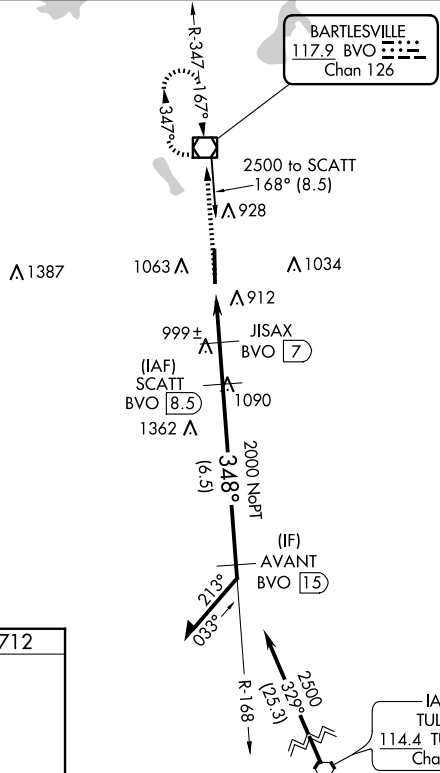 R-347
167°
347°
BARTLESVILLE
117.9 BVO
Chan 126
2500 to SCATT
168° (8.5)
928
1387
1063
1034
912
999±
JISAX
BVO 7
(IAF)
SCATT
BVO 8.5
1090
1362
2000 NoPT
348°
(6.5)
(IF)
AVANT
BVO 15
213°
033°
712
R-168
2500
329°
(25.3)
IA
TUL
114.4 TU
Cha